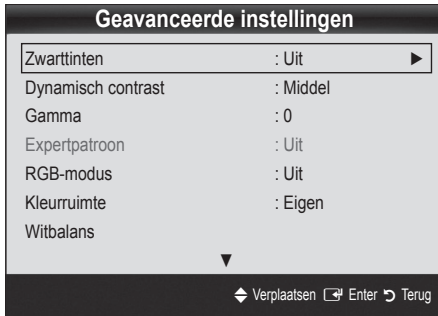 Geavanceerde instellingen
Zwarttinten : Uit ►
Dynamisch contrast : Middel
Gamma : 0
Expertpatroon : Uit
RGB-modus : Uit
Kleurruimte : Eigen
Witbalans
▼
Verplaatsen Enter Terug